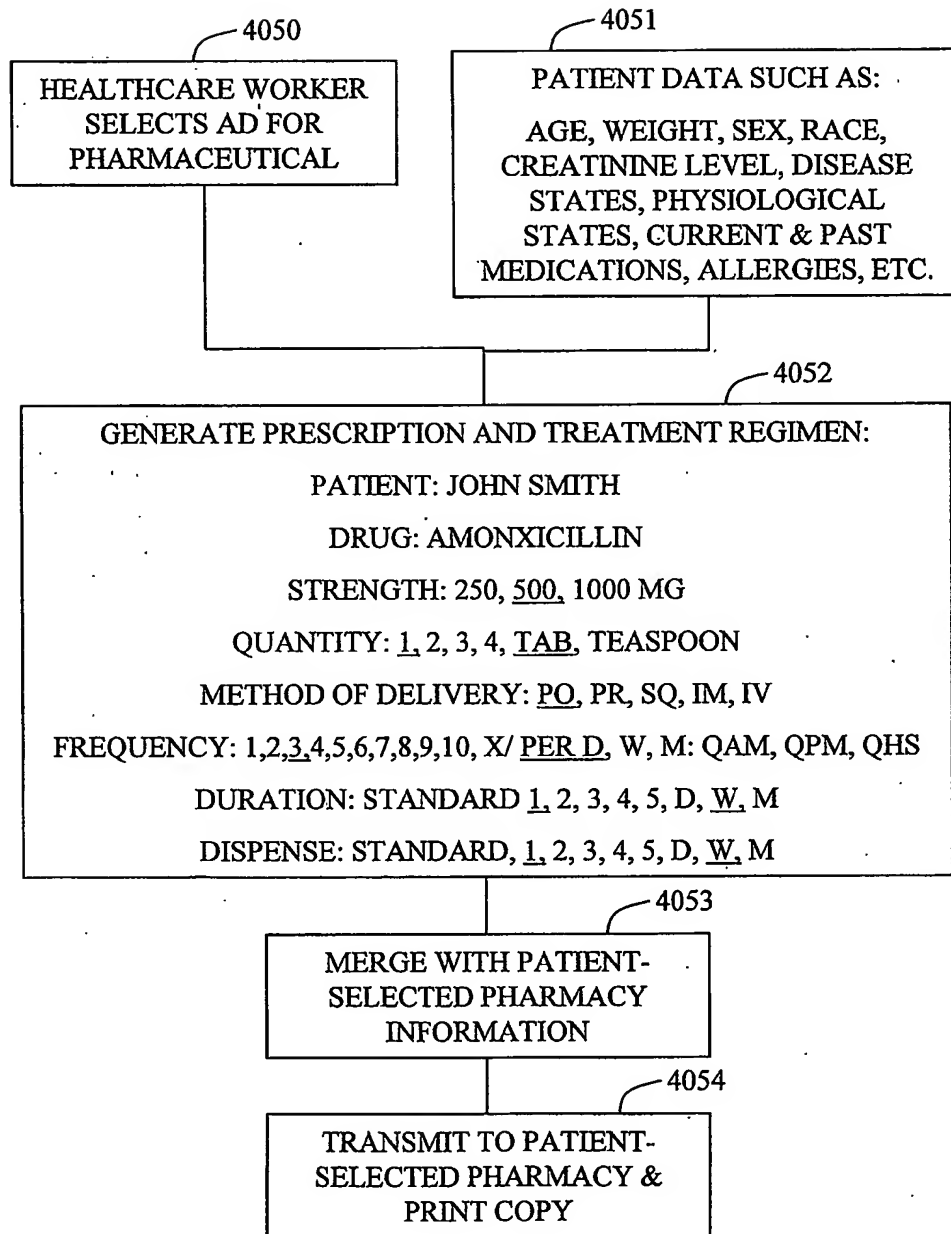 4050
HEALTHCARE WORKER
SELECTS AD FOR
PHARMACEUTICAL
4051
PATIENT DATA SUCH AS:
AGE, WEIGHT, SEX, RACE,
CREATININE LEVEL, DISEASE
STATES, PHYSIOLOGICAL
STATES, CURRENT & PAST
MEDICATIONS, ALLERGIES, ETC.
4052
GENERATE PRESCRIPTION AND TREATMENT REGIMEN:
PATIENT: JOHN SMITH
DRUG: AMONXICILLIN
STRENGTH: 250, 500, 1000 MG
QUANTITY: 1, 2, 3, 4, TAB, TEASPOON
METHOD OF DELIVERY: PO, PR, SQ, IM, IV
FREQUENCY: 1,2,3,4,5,6,7,8,9,10, X/ PER D, W, M: QAM, QPM, QHS
DURATION: STANDARD 1, 2, 3, 4, 5, D, W, M
DISPENSE: STANDARD, 1, 2, 3, 4, 5, D, W, M
4053
MERGE WITH PATIENT-
SELECTED PHARMACY
INFORMATION
4054
TRANSMIT TO PATIENT-
SELECTED PHARMACY &
PRINT COPY